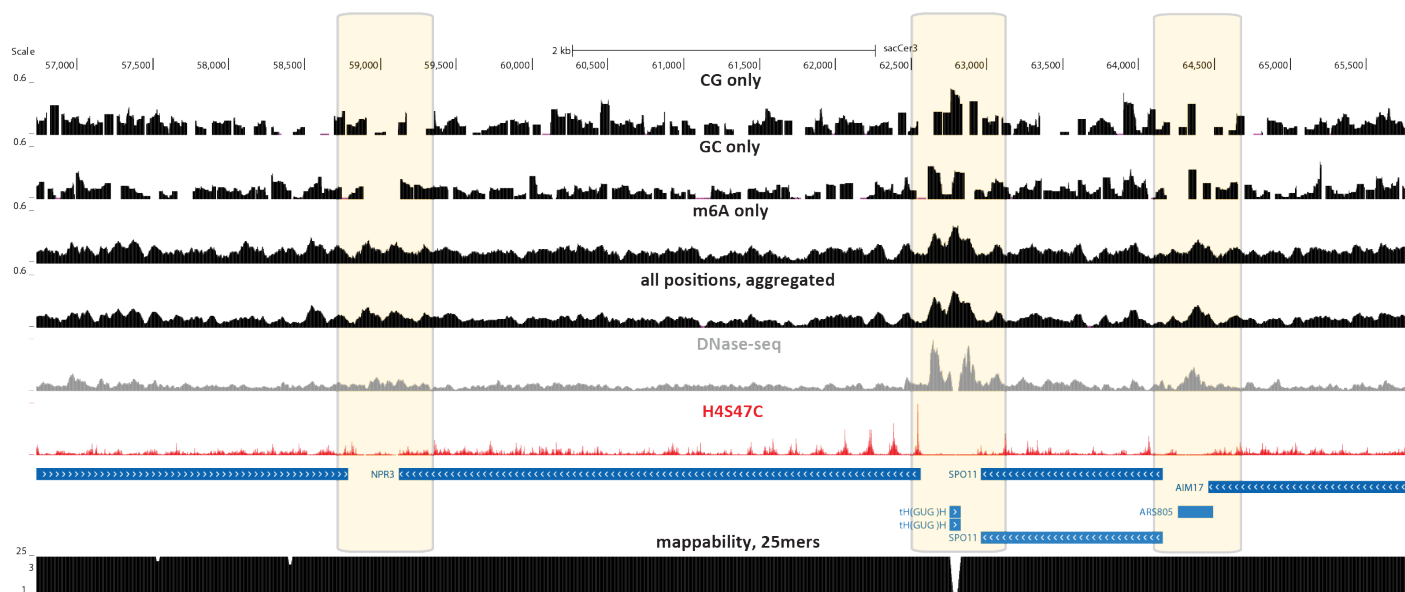 Scale 2 kb sacCer3
57,000 57,500 58,000 58,500 59,000 59,500 60,000 60,500 61,000 61,500 62,000 62,500 63,000 63,500 64,000 64,500 65,000 65,500
CG only
0.6
0.6
GC only
0.6
m6A only
0.6
all positions, aggregated
DNase-seq
H4S47C
NPR3 SPO11
AIM17
tH(GUG )H ARS805
tH(GUG )H
SPO11
mappability, 25mers
25
3
1